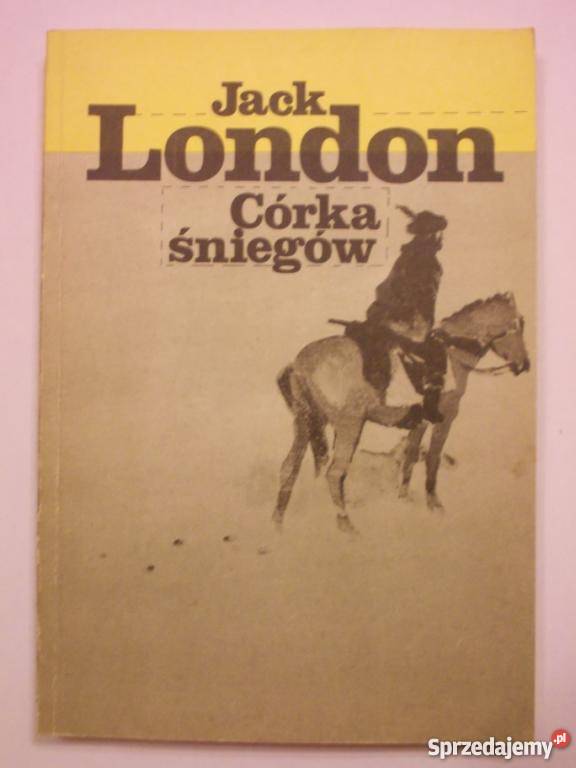 Jack
London
Córka
śniegów
Sprzedajemy.pl